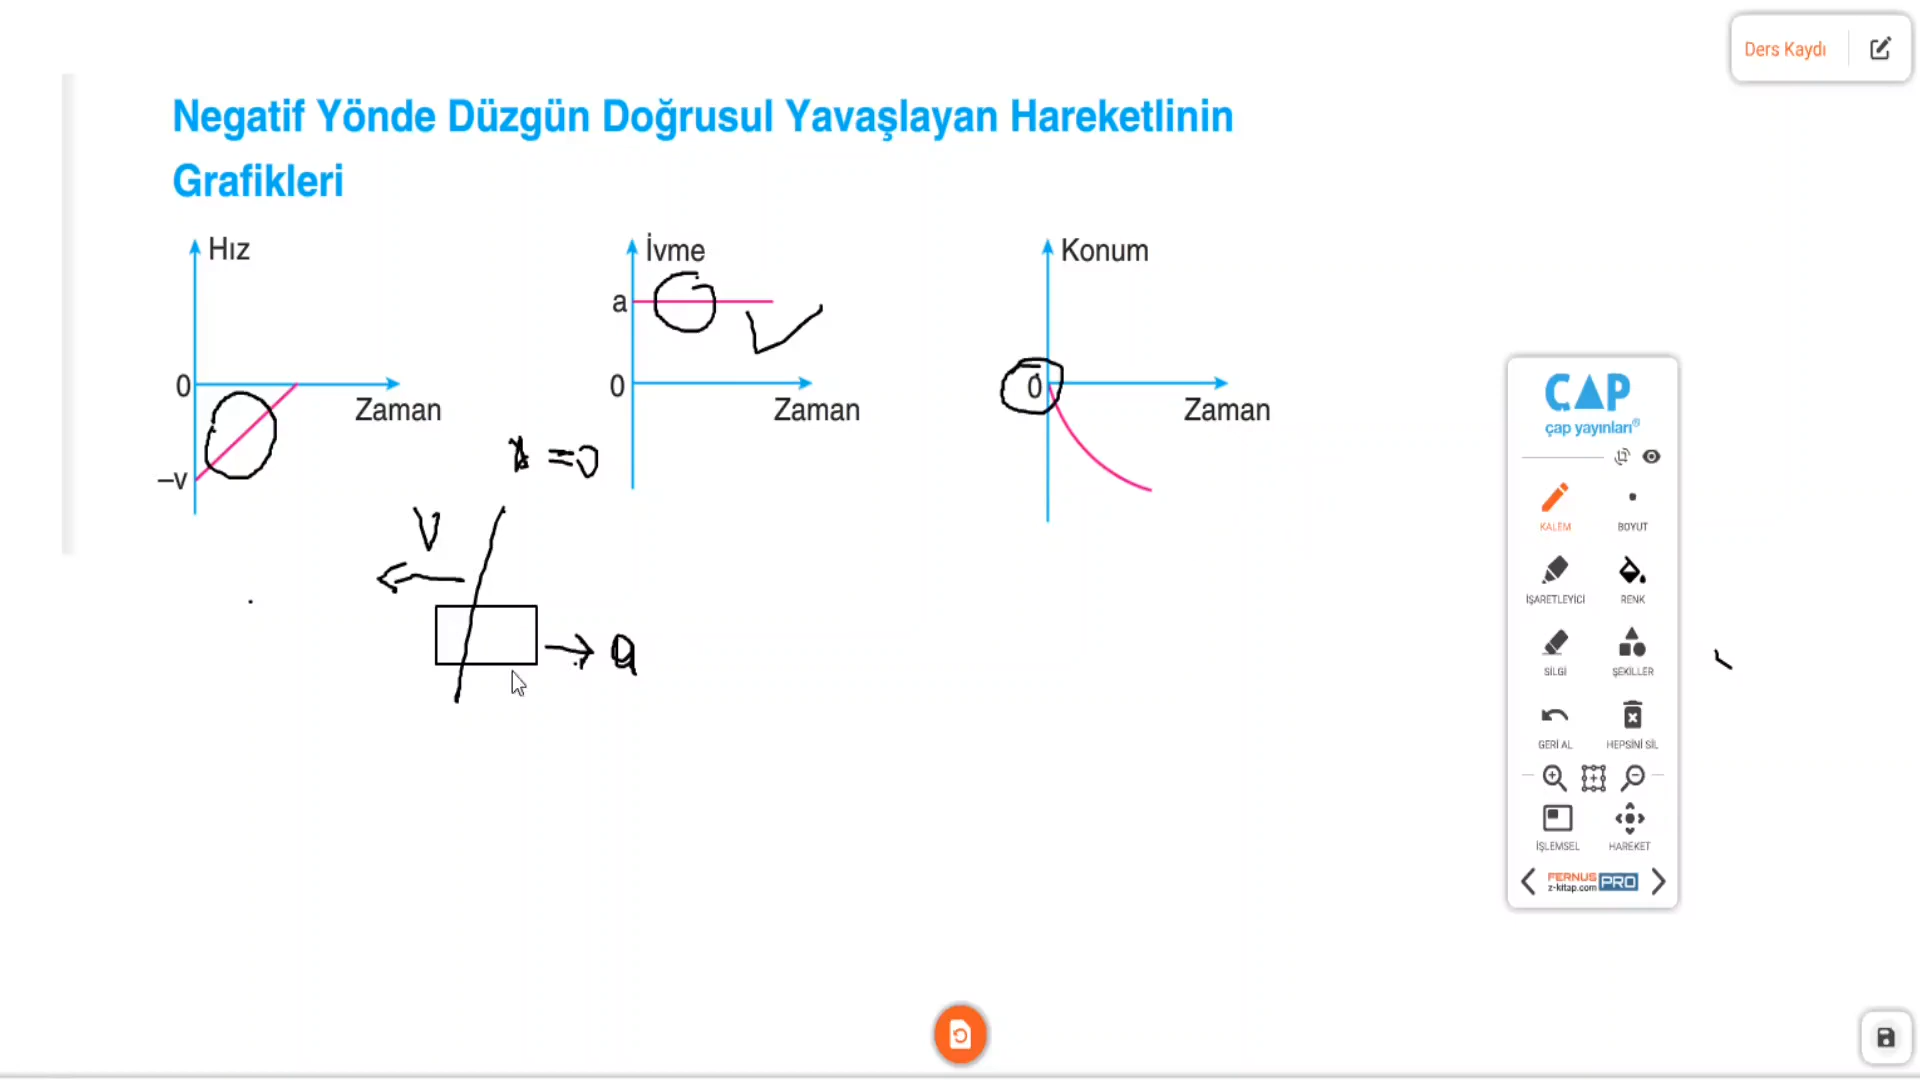 Ders Kaydı
Negatif Yönde Düzgün Doğrusul Yavaşlayan Hareketlinin
Grafikleri
Hız
0
–v
Zaman
İvme
a
0
Zaman
Konum
0
Zaman
x = 0
V
a
ÇAP
çap yayınları®
KALEM
BOYUT
İŞARETLEYİCİ
RENK
SİLGİ
ŞEKİLLER
GERİ AL
HEPSİNİ SİL
İŞLEMSEL
HAREKET
FERNUS
z-kitap.com PRO